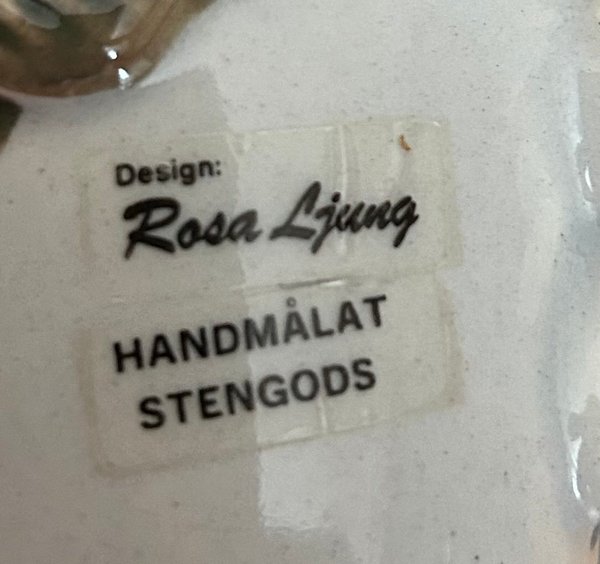 Design:
Rosa Ljung
HANDMÅLAT
STENGODS